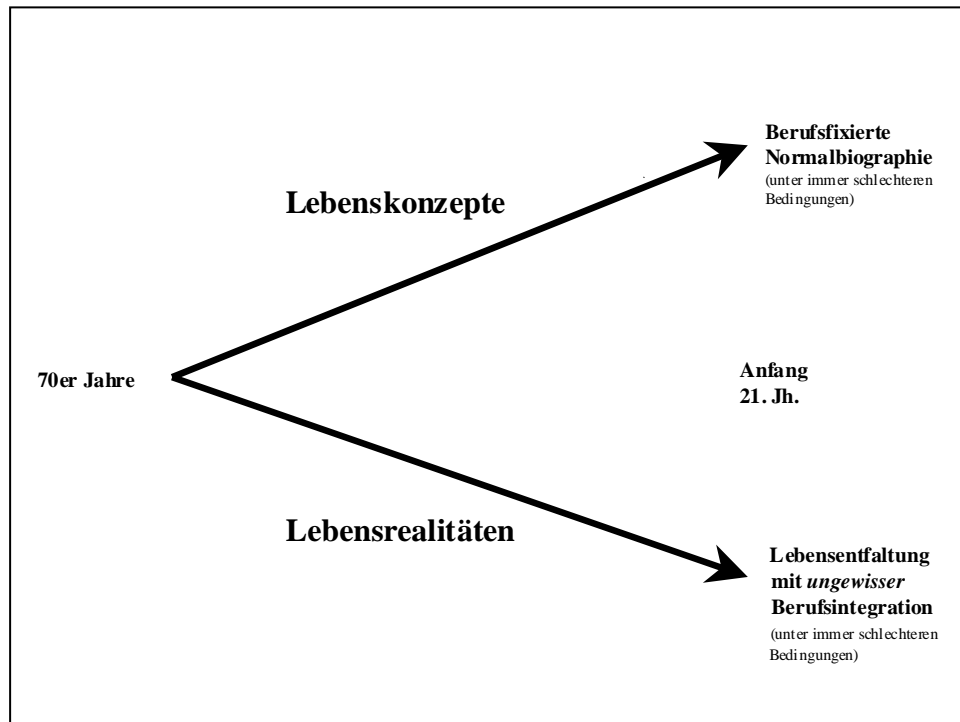 Berufsfixierte
Normalbiographie
(unter immer schlechteren
Bedingungen)
Lebenskonzepte
70er Jahre
Anfang
21. Jh.
Lebensrealitäten
Lebensentfaltung
mit ungewisser
Berufsintegration
(unter immer schlechteren
Bedingungen)